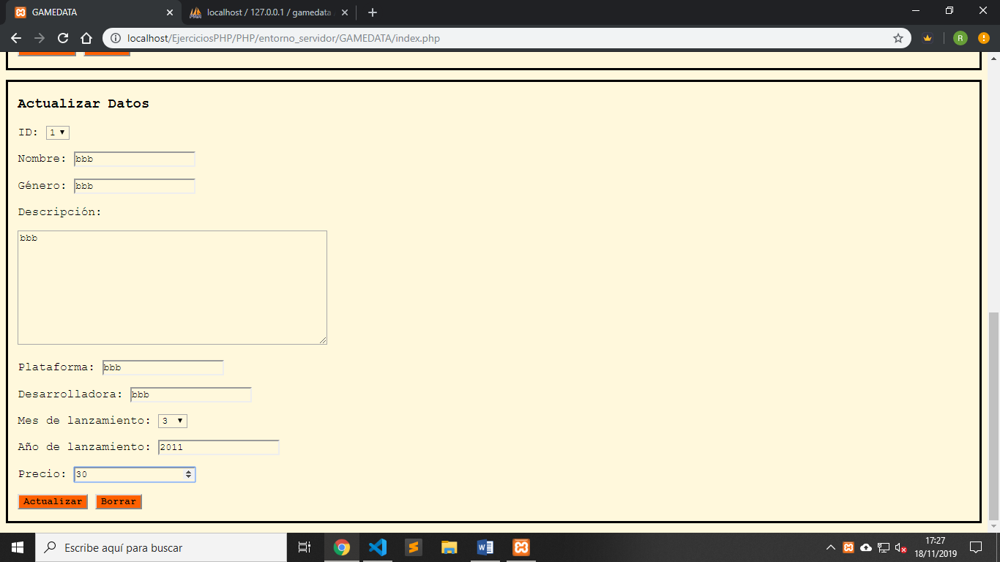 GAMEDATA
localhost / 127.0.0.1 / gamedata
localhost/EjerciciosPHP/PHP/entorno_servidor/GAMEDATA/index.php
R
Actualizar Datos
ID: 1
Nombre: bbb
Género: bbb
Descripción:
bbb
Plataforma: bbb
Desarrolladora: bbb
Mes de lanzamiento: 3
Año de lanzamiento: 2011
Precio: 30
Actualizar Borrar
Escribe aquí para buscar
17:27
18/11/2019